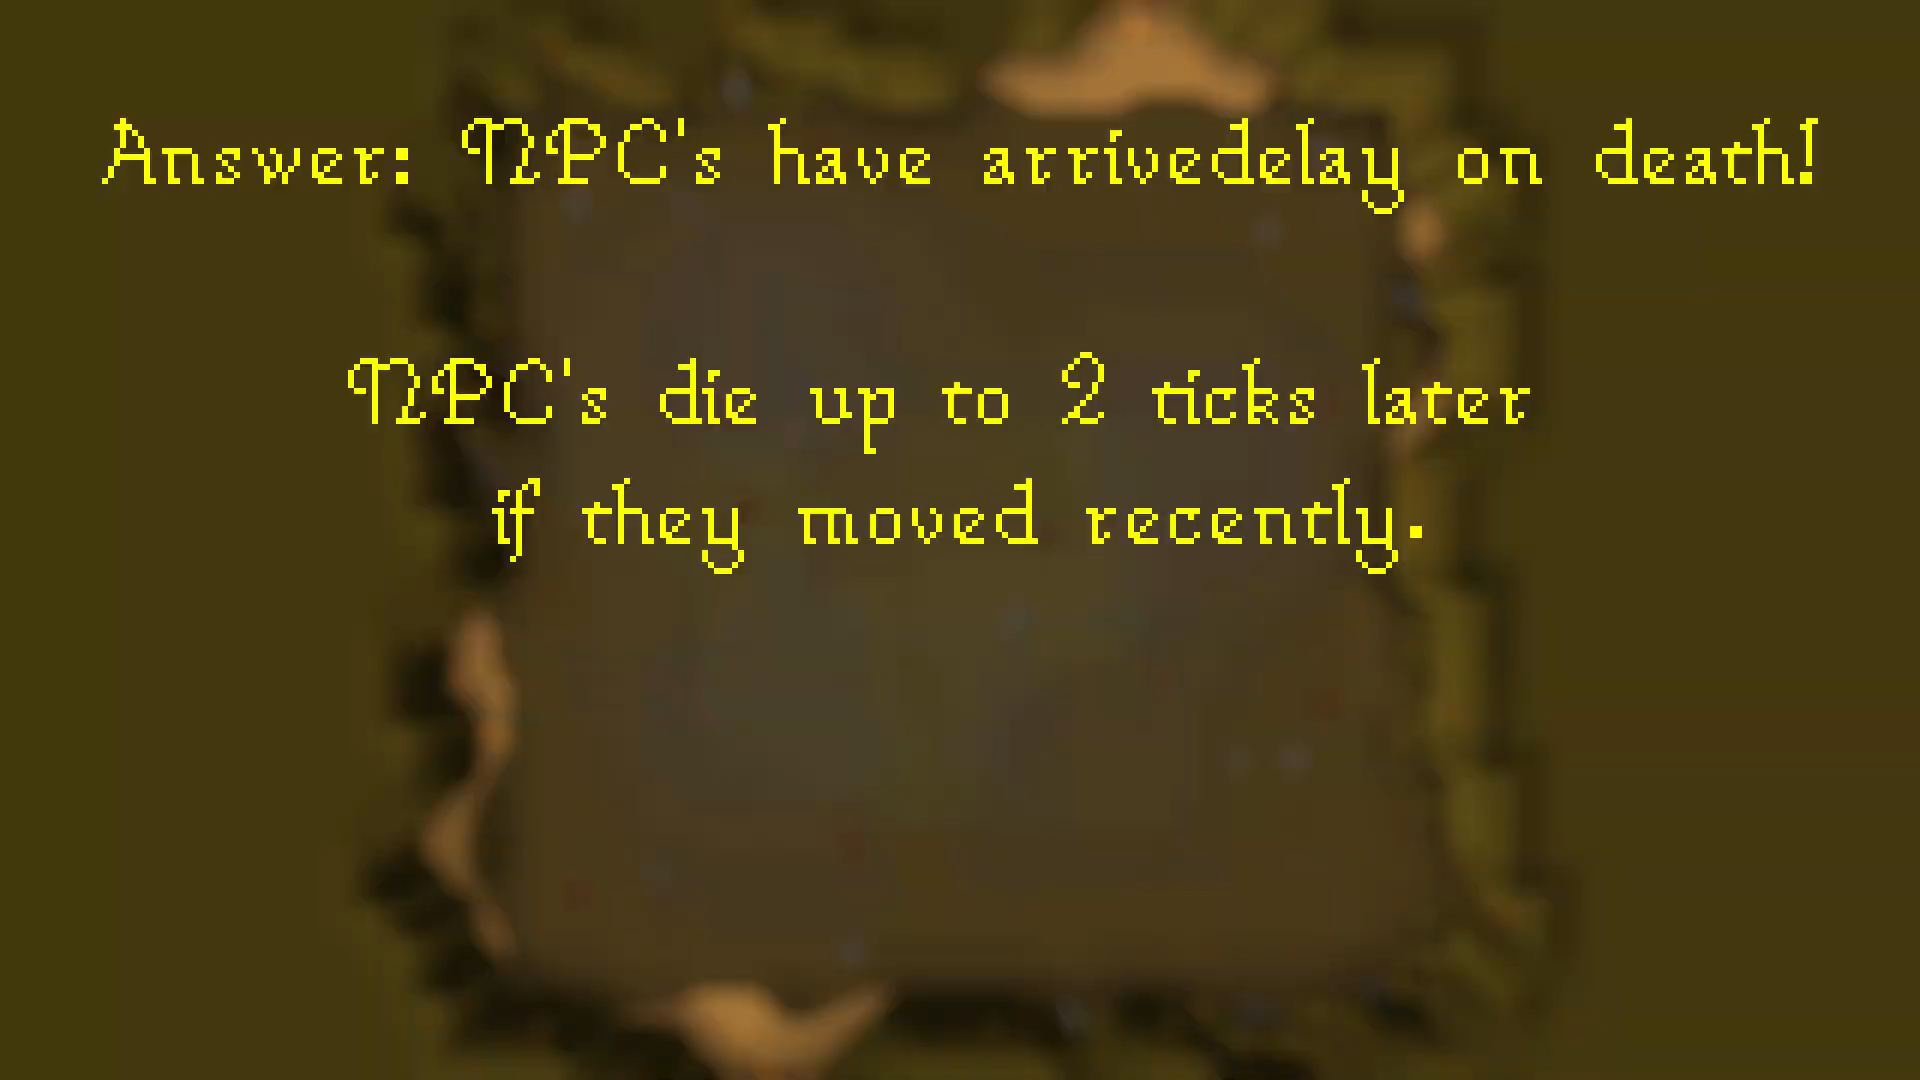 Answer: NPC's have arrivedelay on death!
NPC's die up to 2 ticks later
if they moved recently.